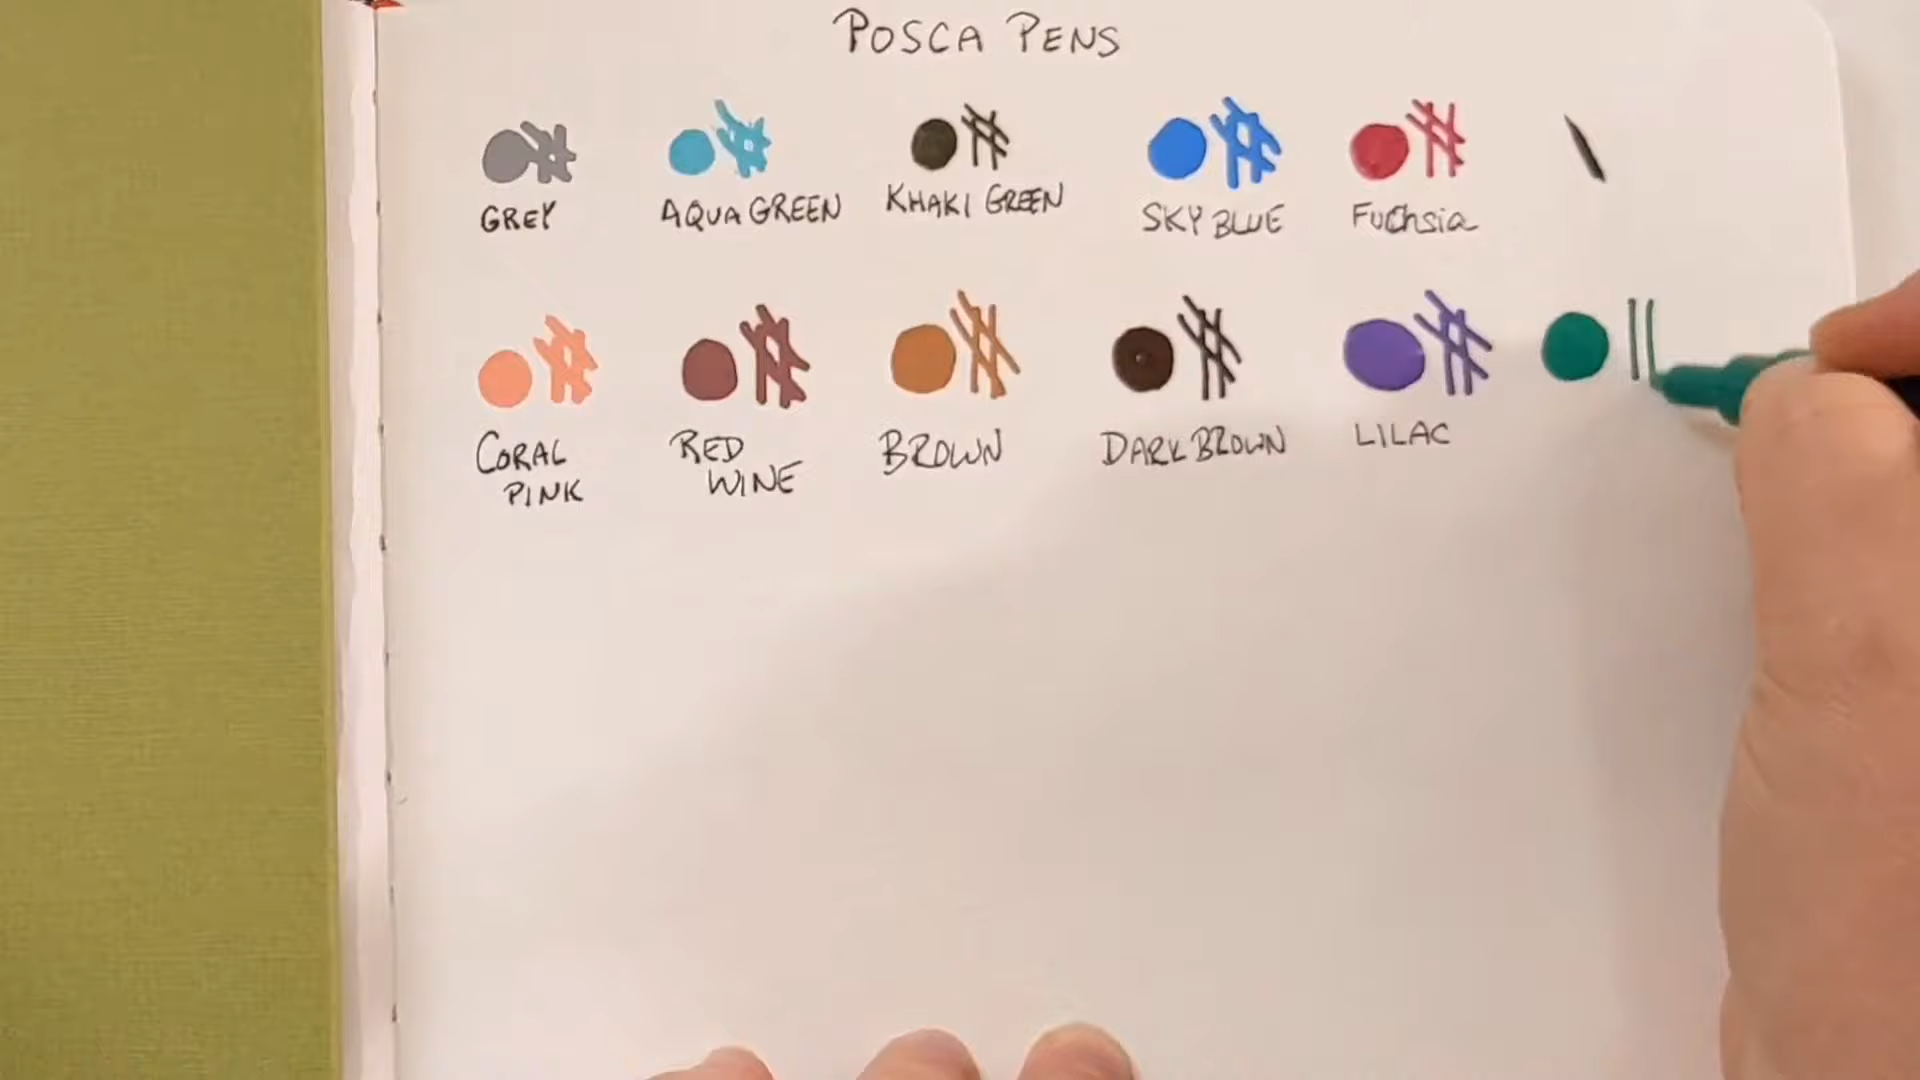 POSCA PENS
GREY
AQUA GREEN
KHAKI GREEN
SKY BLUE
Fuchsia
CORAL
PINK
RED
WINE
BROWN
DARK BROWN
LILAC